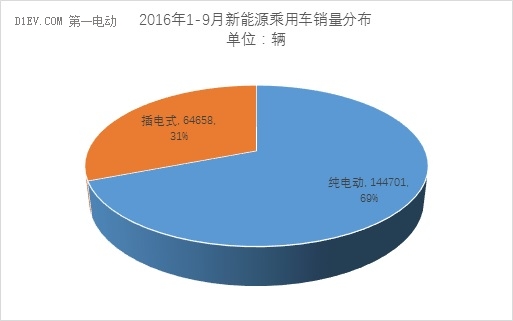 D1EV.COM 第一电动
2016年1-9月新能源乘用车销量分布
单位：辆
插电式, 64658,
31%
纯电动, 144701,
69%